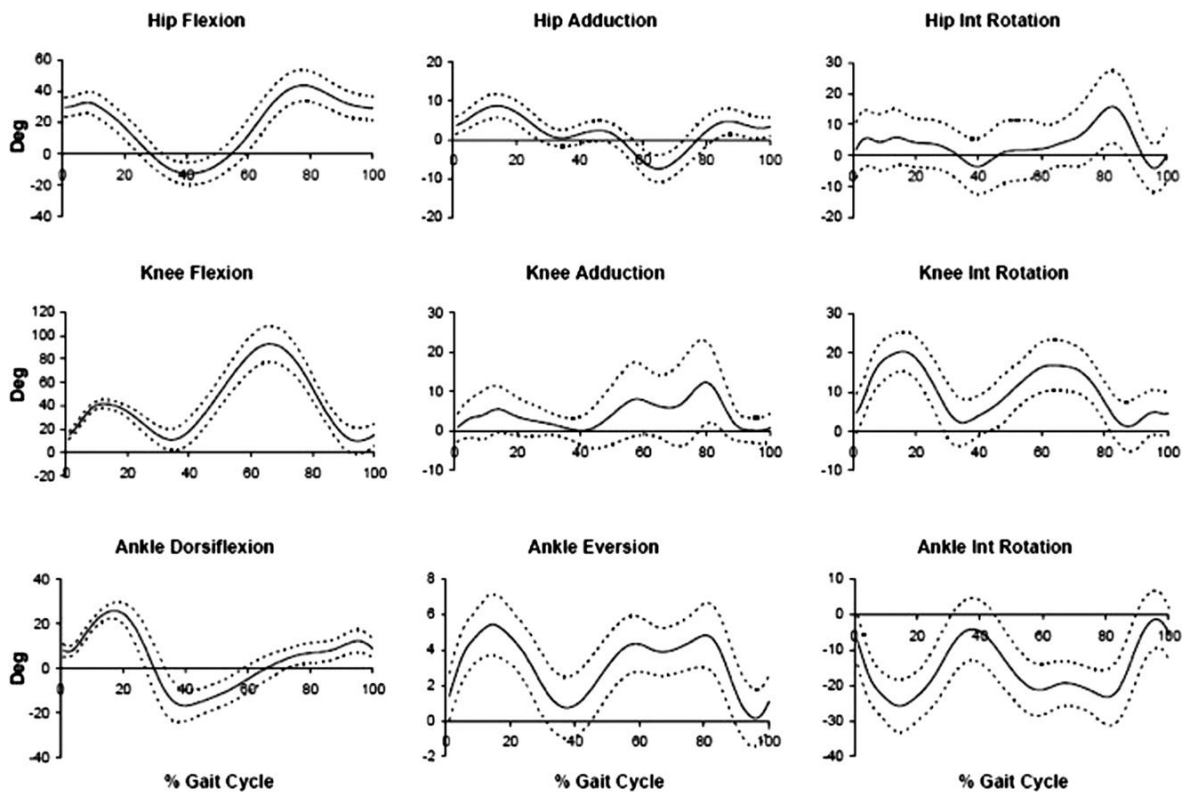 Hip Flexion
Hip Adduction
Hip Int Rotation
Deg
60
40
20
0
-20
-40
0 20 40 60 80 100
20
10
0
-10
-20
0 20 40 60 80 100
30
20
10
0
-10
-20
0 20 40 60 80 100
Knee Flexion
Knee Adduction
Knee Int Rotation
Deg
120
100
80
60
40
20
0
-20
0 20 40 60 80 100
30
20
10
0
-10
0 20 40 60 80 100
30
20
10
0
-10
0 20 40 60 80 100
Ankle Dorsiflexion
Ankle Eversion
Ankle Int Rotation
Deg
40
20
0
-20
-40
0 20 40 60 80 100
8
6
4
2
0
-2
0 20 40 60 80 100
10
0
-10
-20
-30
-40
0 20 40 60 80 100
% Gait Cycle
% Gait Cycle
% Gait Cycle